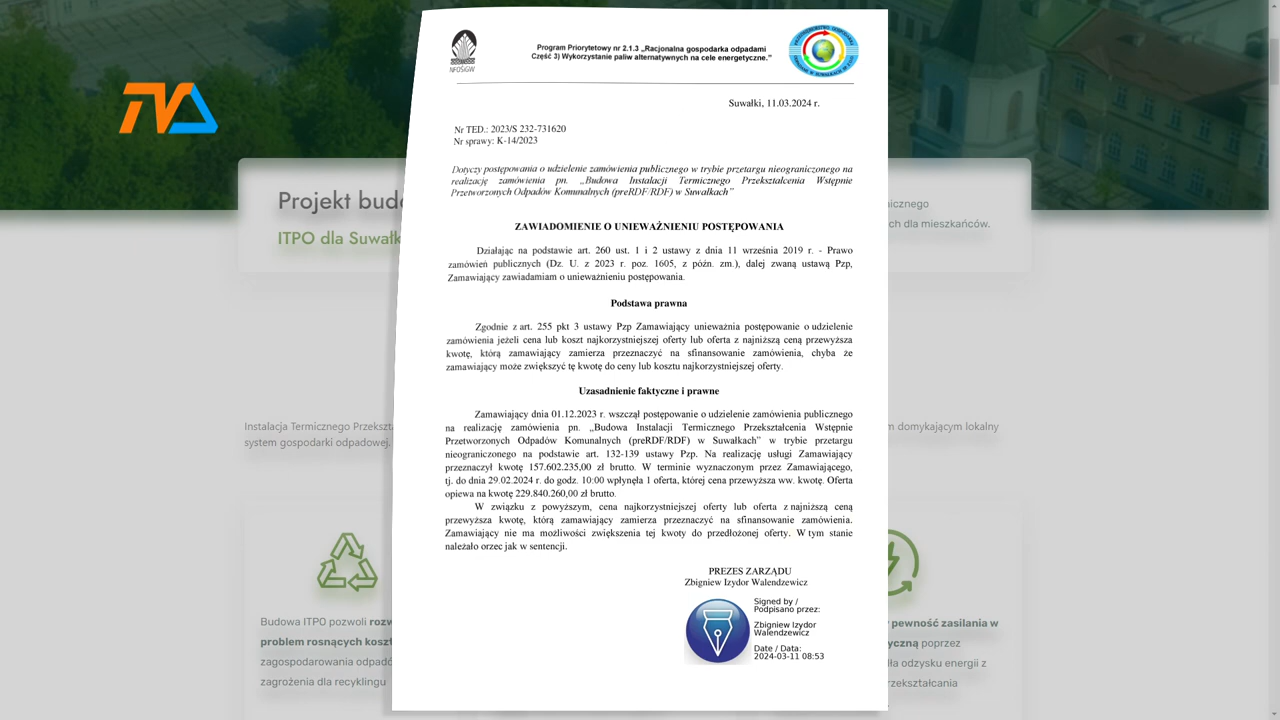 TVA
NFOŚiGW
Program Priorytetowy nr 2.1.3 „Racjonalna gospodarka odpadami
Część 3) Wykorzystanie paliw alternatywnych na cele energetyczne.”
Suwałki, 11.03.2024 r.
Nr TED.: 2023/S 232-731620
Nr sprawy: K-14/2023
Dotyczy postępowania o udzielenie zamówienia publicznego w trybie przetargu nieograniczonego na
realizację zamówienia pn. „Budowa Instalacji Termicznego Przekształcenia Wstępnie
Przetworzonych Odpadów Komunalnych (preRDF/RDF) w Suwałkach”
ZAWIADOMIENIE O UNIEWAŻNIENIU POSTĘPOWANIA
Działając na podstawie art. 260 ust. 1 i 2 ustawy z dnia 11 września 2019 r. - Prawo
zamówień publicznych (Dz. U. z 2023 r. poz. 1605, z późn. zm.), dalej zwaną ustawą Pzp,
Zamawiający zawiadamiam o unieważnieniu postępowania.
Podstawa prawna
Zgodnie z art. 255 pkt 3 ustawy Pzp Zamawiający unieważnia postępowanie o udzielenie
zamówienia jeżeli cena lub koszt najkorzystniejszej oferty lub oferta z najniższą ceną przewyższa
kwotę, którą zamawiający zamierza przeznaczyć na sfinansowanie zamówienia, chyba że
zamawiający może zwiększyć tę kwotę do ceny lub kosztu najkorzystniejszej oferty.
Uzasadnienie faktyczne i prawne
Zamawiający dnia 01.12.2023 r. wszczął postępowanie o udzielenie zamówienia publicznego
na realizację zamówienia pn. „Budowa Instalacji Termicznego Przekształcenia Wstępnie
Przetworzonych Odpadów Komunalnych (preRDF/RDF) w Suwałkach” w trybie przetargu
nieograniczonego na podstawie art. 132-139 ustawy Pzp. Na realizację usługi Zamawiający
przeznaczył kwotę 157.602.235,00 zł brutto. W terminie wyznaczonym przez Zamawiającego,
tj. do dnia 29.02.2024 r. do godz. 10:00 wpłynęła 1 oferta, której cena przewyższa ww. kwotę. Oferta
opiewa na kwotę 229.840.260,00 zł brutto.
W związku z powyższym, cena najkorzystniejszej oferty lub oferta z najniższą ceną
przewyższa kwotę, którą zamawiający zamierza przeznaczyć na sfinansowanie zamówienia.
Zamawiający nie ma możliwości zwiększenia tej kwoty do przedłożonej oferty. W tym stanie
należało orzec jak w sentencji.
PREZES ZARZĄDU
Zbigniew Izydor Walendzewicz
Signed by /
Podpisano przez:
Zbigniew Izydor
Walendzewicz
Date / Data:
2024-03-11 08:53
Projekt budo
ITPO dla Suwałk
dla mieszkańców.
Instalacja Termicznego Przekszt
m domykającym lokalny
system gospodarki odpadowej.
Budowa ITPO pozwoli rozw
problem rosnących koszt
zagospodarowania odpadó
zagrożenia dla recyklingu
pewność zasilania w
yczną poprzez
dła odzysku energii z
ształcania